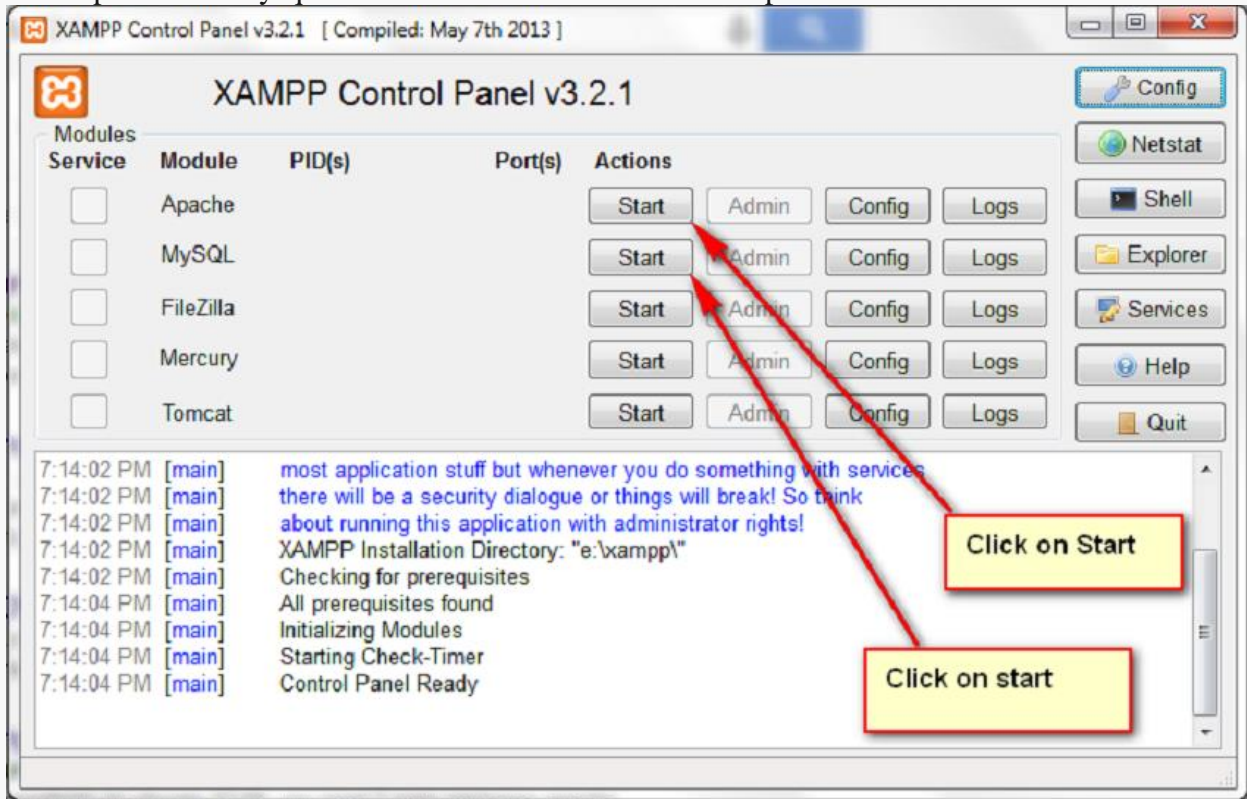 XAMPP Control Panel v3.2.1 [ Compiled: May 7th 2013 ]
XAMPP Control Panel v3.2.1
Config
Modules
Service Module PID(s) Port(s) Actions
Netstat
Apache Start Admin Config Logs
Shell
MySQL Start Admin Config Logs
Explorer
FileZilla Start Admin Config Logs
Services
Mercury Start Admin Config Logs
Help
Tomcat Start Admin Config Logs
Quit
7:14:02 PM [main] most application stuff but whenever you do something with services
7:14:02 PM [main] there will be a security dialogue or things will break! So think
7:14:02 PM [main] about running this application with administrator rights!
7:14:02 PM [main] XAMPP Installation Directory: "e:\xampp\"
7:14:02 PM [main] Checking for prerequisites
7:14:04 PM [main] All prerequisites found
7:14:04 PM [main] Initializing Modules
7:14:04 PM [main] Starting Check-Timer
7:14:04 PM [main] Control Panel Ready
Click on Start
Click on start